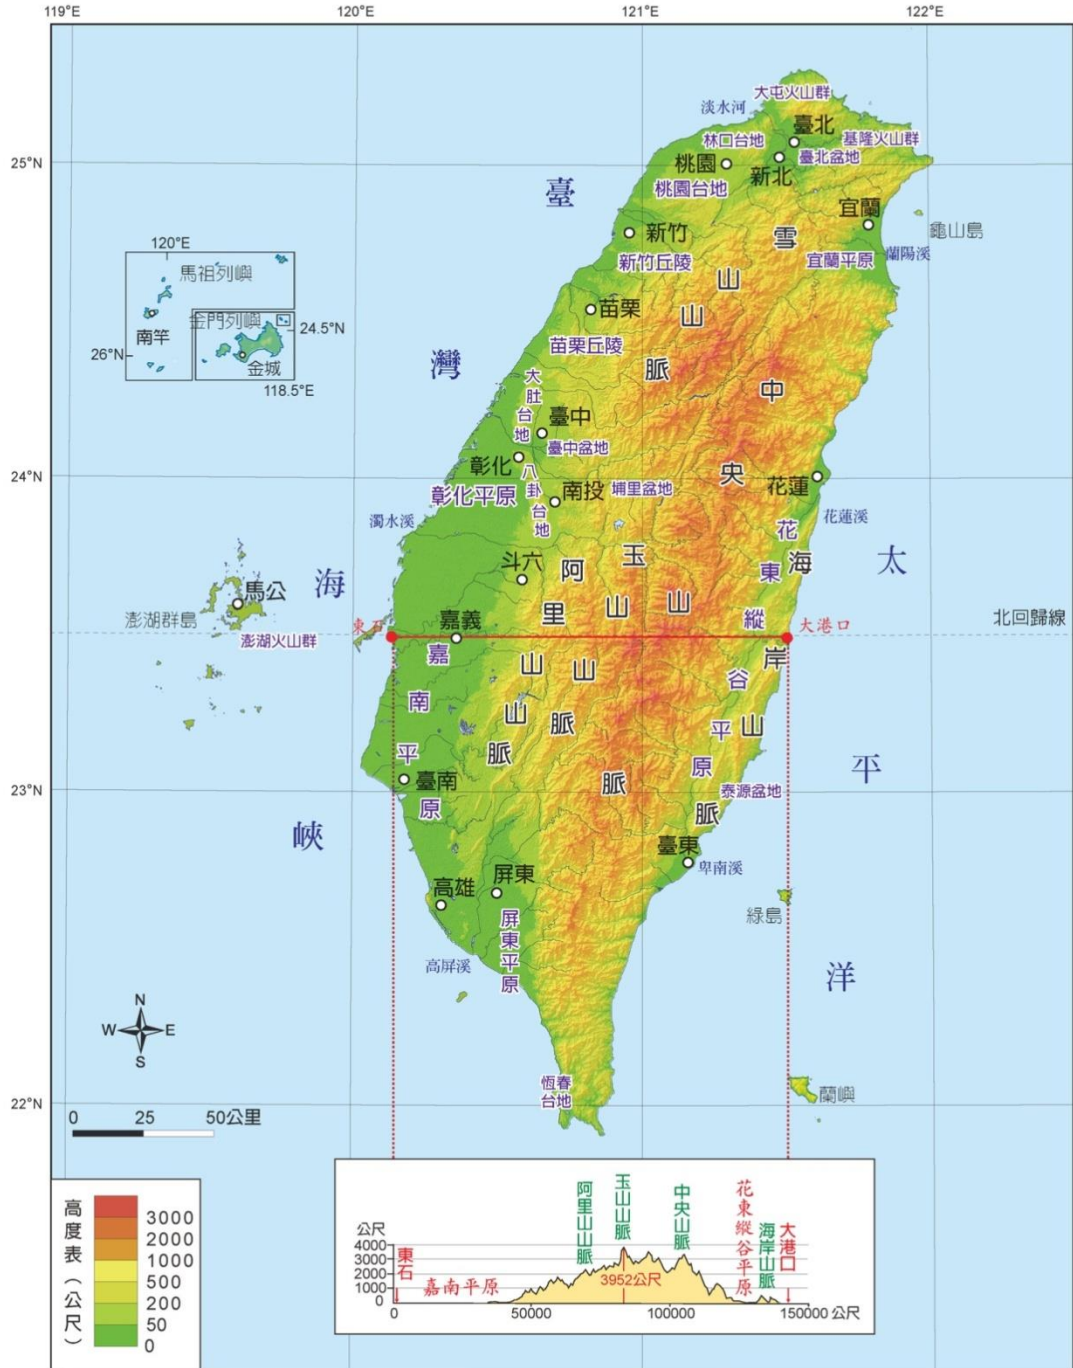 119°E
120°E
121°E
122°E
大屯火山群
淡水河
臺北
林口台地
基隆火山群
25°N
桃園
臺北盆地
新北
桃園台地
臺
宜蘭
龜山島
新竹
雪
蘭陽溪
新竹丘陵
宜蘭平原
120°E
山
馬祖列嶼
苗栗
山
金門列嶼
24.5°N
南竿
苗栗丘陵
26°N
金城
灣
脈
118.5°E
大肚台地
中
臺中
臺中盆地
彰化
24°N
央
花蓮
彰化平原
八卦台地
南投
埔里盆地
濁水溪
花蓮溪
花東縱谷平原
海岸山脈
太
斗六
阿里山山脈
玉山山脈
山
海
馬公
澎湖群島
澎湖火山群
東石
嘉義
大港口
北回歸線
嘉南平原
平
臺南
23°N
脈
泰源盆地
峽
臺東
卑南溪
屏東
高雄
綠島
屏東平原
高屏溪
洋
N
W E
S
恆春
台地
蘭嶼
22°N
0 25 50公里
高度表（公尺）
3000
2000
1000
500
200
50
0
阿里山山脈
玉山山脈
中央山脈
花東縱谷平原
海岸山脈
大港口
公尺
4000
3000
2000
1000
0
東石
嘉南平原
3952公尺
0 50000 100000 150000 公尺